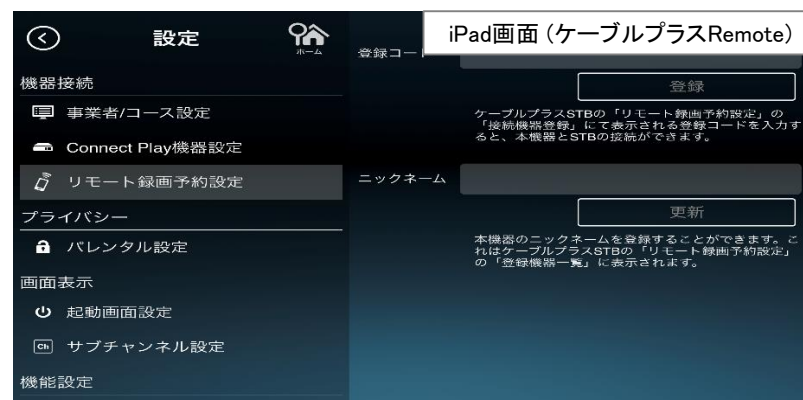 設定
ホーム
機器接続
事業者/コース設定
Connect Play機器設定
リモート録画予約設定
プライバシー
パレンタル設定
画面表示
起動画面設定
Ch
サブチャンネル設定
機能設定
iPad画面 (ケーブルプラスRemote)
登録コード
登録
ケーブルプラスSTBの「リモート録画予約設定」の
「接続機器登録」にて表示される登録コードを入力す
ると、本機器とSTBの接続ができます。
ニックネーム
更新
本機器のニックネームを登録することができます。こ
れはケーブルプラスSTBの「リモート録画予約設定」
の「登録機器一覧」に表示されます。